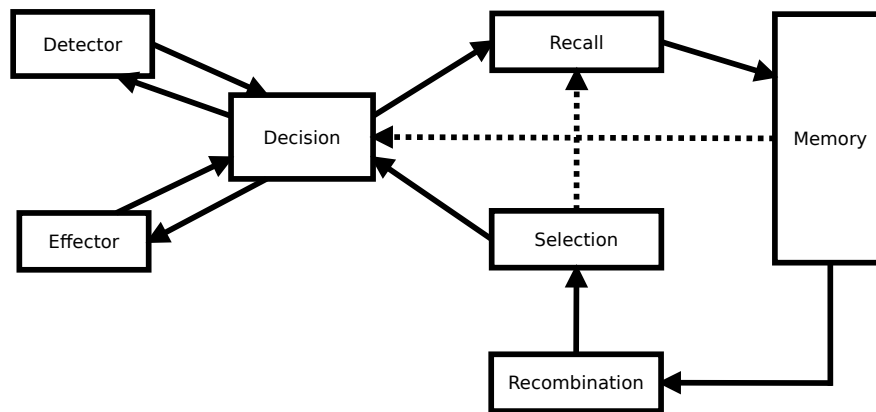 Detector
Recall
Decision
Memory
Effector
Selection
Recombination